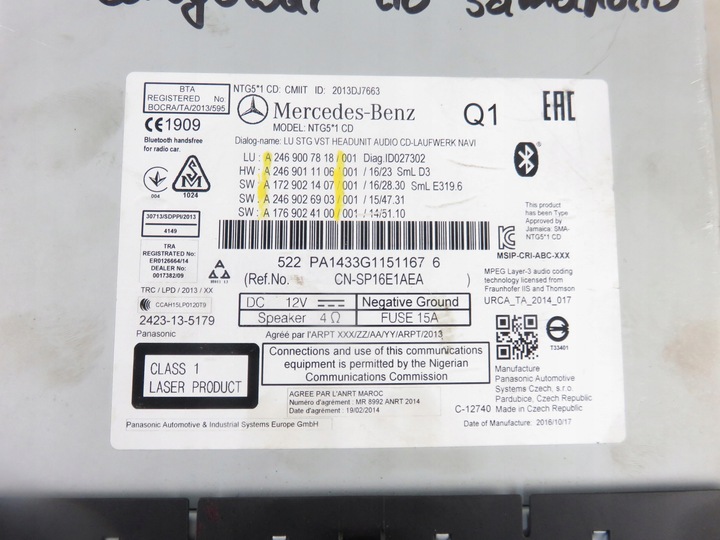 BTA
REGISTERED No
BOCRA/TA/2013/595
NTG5*1 CD: CMIIT ID: 2013DJ7663
Mercedes-Benz
MODEL: NTG5*1 CD
Q1
EAC
CE1909
Bluetooth handsfree
for radio car.
Dialog-name: LU STG VST HEADUNIT AUDIO CD-LAUFWERK NAVI
LU : A 246 900 78 18 /001 Diag.ID027302
HW : A 246 901 11 06 /001 / 16/23 SmL D3
SW : A 172 902 14 07 /001 / 16/28.30 SmL E319.6
SW : A 246 902 69 03 /001 / 15/47.31
SW : A 176 902 41 00 /001 / 14/51.10
004
1024
30713/SDPPI/2013
4149
TRA
REGISTERED No:
ER0126664/14
DEALER No:
0017382/09
TRC / LPD / 2013 / XX
CCAH15LP0120T9
2423-13-5179
Panasonic
522 PA1433G1151167 6
(Ref.No. CN-SP16E1AEA )
DC 12V
Negative Ground
Speaker 4 Ω
FUSE 15A
Agréé par l'ARPT XXX/ZZ/AA/YY/ARPT/2013
Connections and use of this communications
equipment is permitted by the Nigerian
Communications Commission
CLASS 1
LASER PRODUCT
AGREE PAR L'ANRT MAROC
Numéro d'agrément : MR 8992 ANRT 2014
Date d'agrément : 19/02/2014
Panasonic Automotive & Industrial Systems Europe GmbH
This product contains
a Type Approved
by Jamaica: SMA-
NTG5*1 CD
MSIP-CRI-ABC-XXX
MPEG Layer-3 audio coding
technology licensed from
Fraunhofer IIS and Thomson
URCA_TA_2014_017
T33401
Manufacture
Panasonic Automotive
Systems Czech, s.r.o.
Pardubice, Czech Republic
C-12740 Made in Czech Republic
Date of Manufacture: 2016/10/17